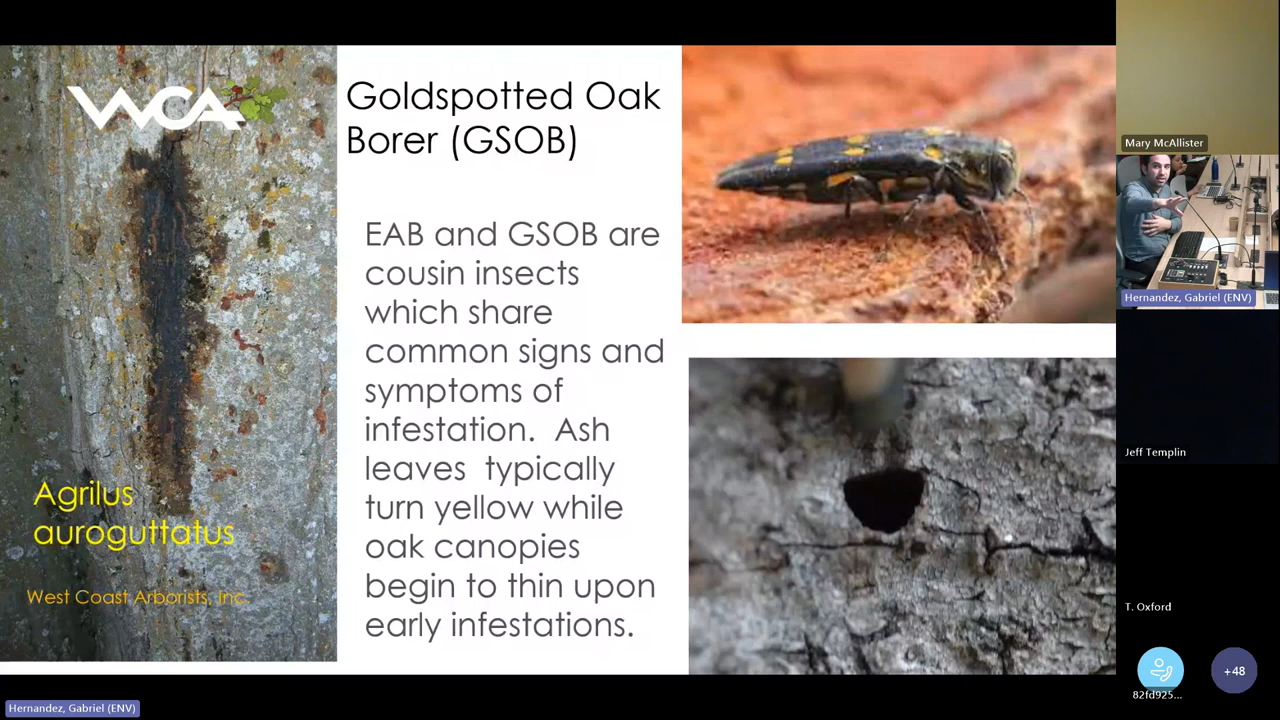 WCA
Goldspotted Oak
Borer (GSOB)
EAB and GSOB are
cousin insects
which share
common signs and
symptoms of
infestation.  Ash
leaves  typically
turn yellow while
oak canopies
begin to thin upon
early infestations.
Agrilus
auroguttatus
West Coast Arborists, Inc.
Mary McAllister
Hernandez, Gabriel (ENV)
Jeff Templin
T. Oxford
82fd925...
+48
Hernandez, Gabriel (ENV)